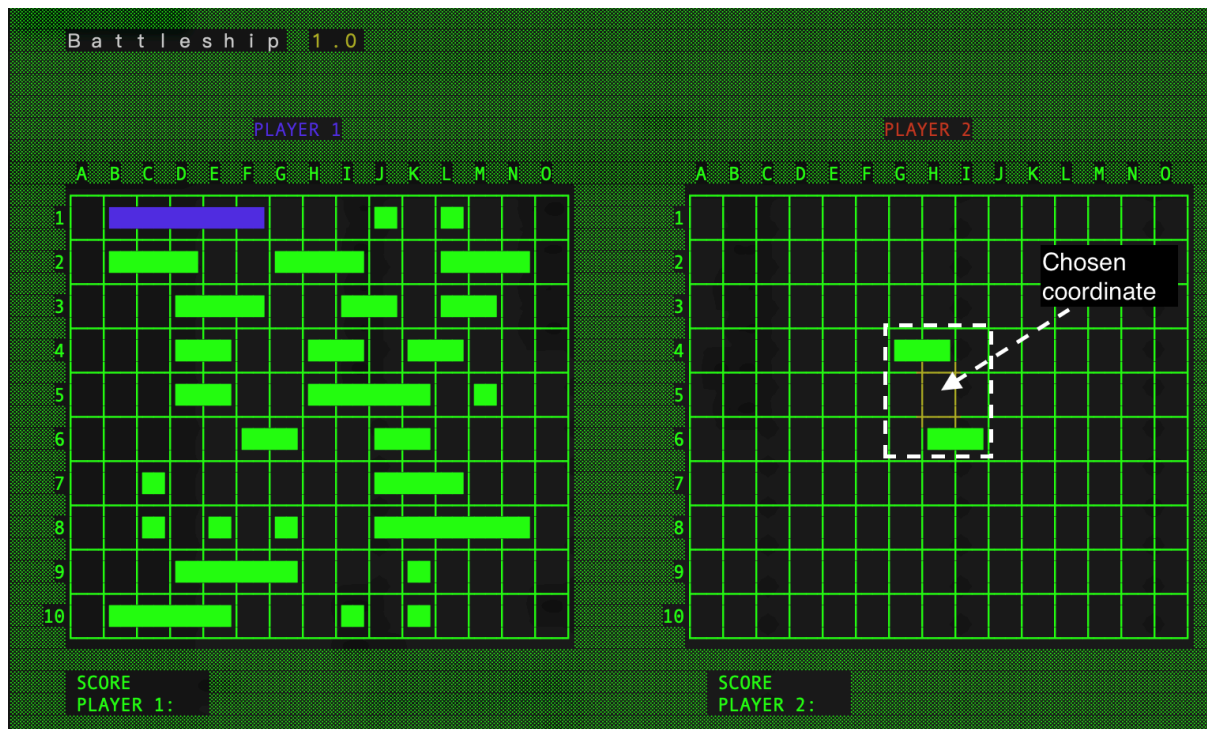 Battleship 1.0
PLAYER 1
PLAYER 2
A B C D E F G H I J K L M N O
A B C D E F G H I J K L M N O
1
2
3
4
5
6
7
8
9
10
1
2
3
4
5
6
7
8
9
10
Chosen
coordinate
SCORE
PLAYER 1:
SCORE
PLAYER 2: